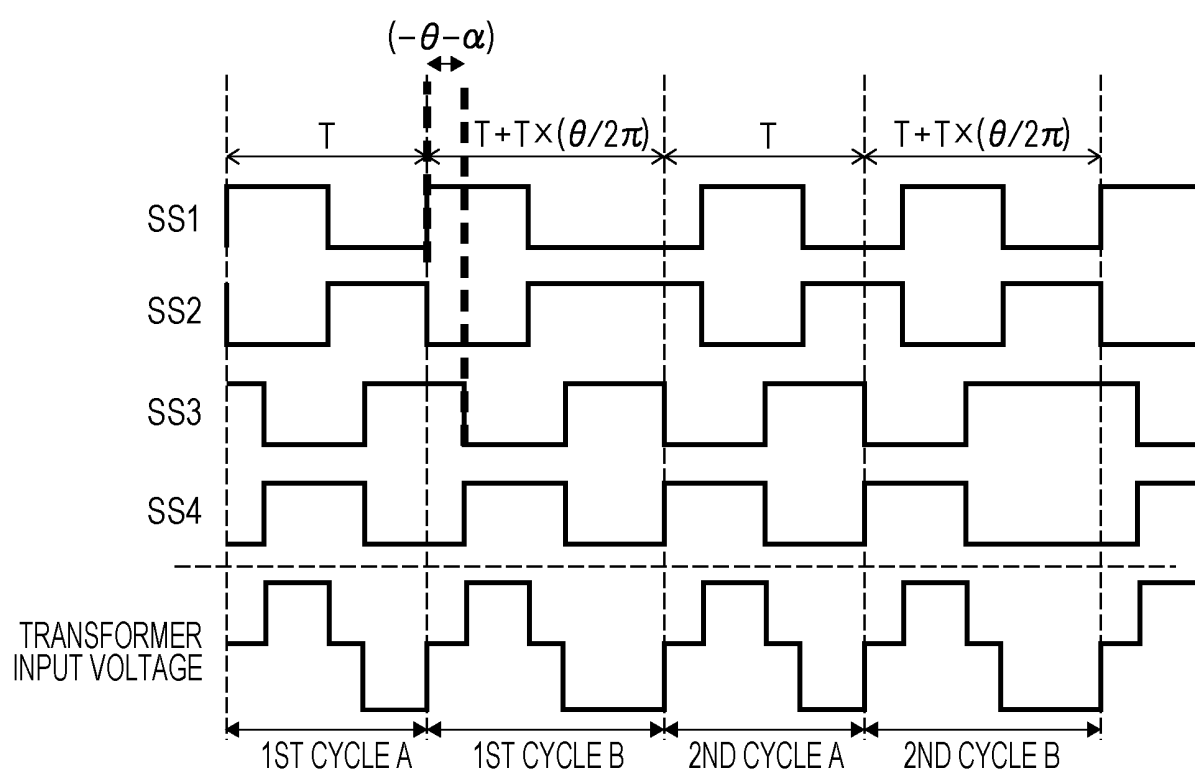 (−θ−α)
T
T+T×(θ/2π)
T
T+T×(θ/2π)
SS1
SS2
SS3
SS4
TRANSFORMER
INPUT VOLTAGE
1ST CYCLE A
1ST CYCLE B
2ND CYCLE A
2ND CYCLE B